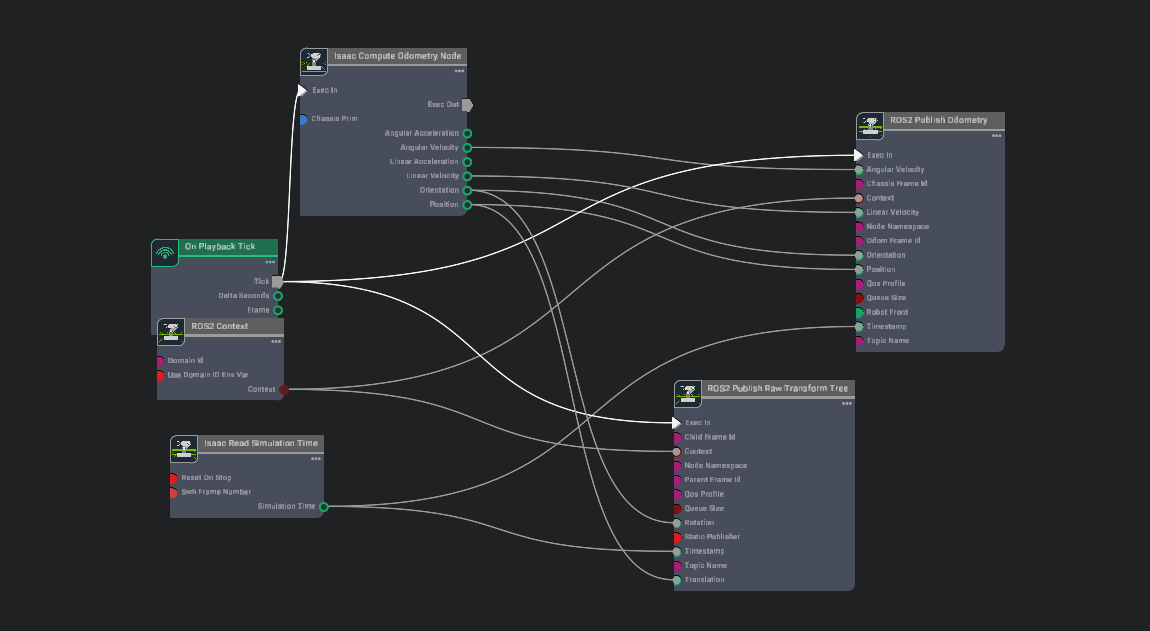 Isaac Compute Odometry Node
Exec In
Exec Out
Chassis Prim
Angular Acceleration
Angular Velocity
Linear Acceleration
Linear Velocity
Orientation
Position
On Playback Tick
Tick
Delta Seconds
Frame
ROS2 Context
Domain Id
Use Domain ID Env Var
Context
Isaac Read Simulation Time
Reset On Stop
Swh Frame Number
Simulation Time
ROS2 Publish Odometry
Exec In
Angular Velocity
Chassis Frame Id
Context
Linear Velocity
Node Namespace
Odom Frame Id
Orientation
Position
Qos Profile
Queue Size
Robot Front
Timestamp
Topic Name
ROS2 Publish Raw Transform Tree
Exec In
Child Frame Id
Context
Node Namespace
Parent Frame Id
Qos Profile
Queue Size
Rotation
Static Publisher
Timestamp
Topic Name
Translation